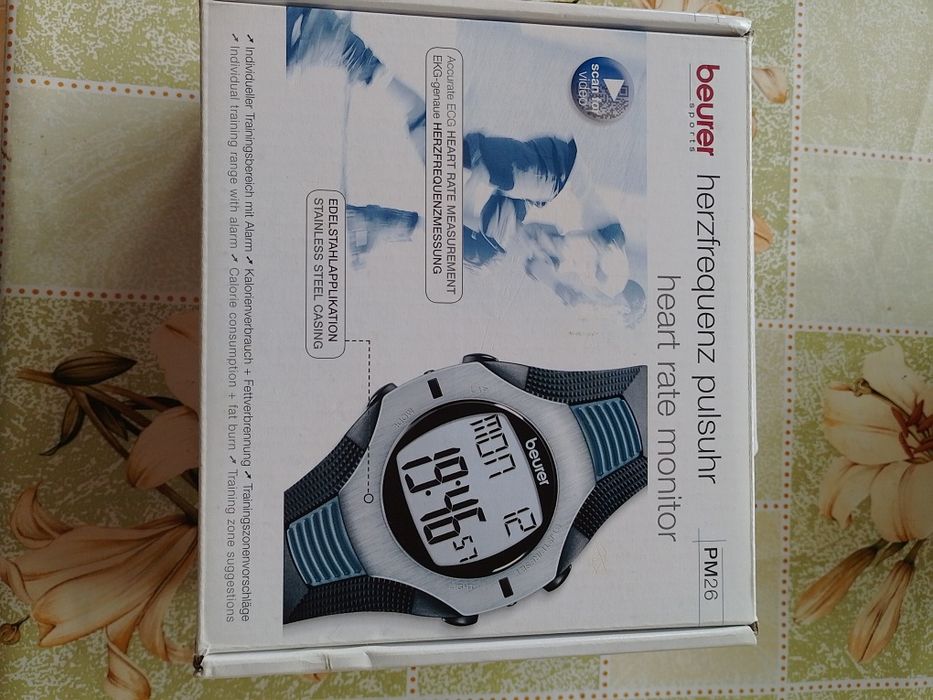 beurer
sports
herzfrequenz pulsuhr
PM26
heart rate monitor
scan for
video
Accurate ECG HEART RATE MEASUREMENT
EKG-genaue HERZFREQUENZMESSUNG
EDELSTAHLAPPLIKATION
STAINLESS STEEL CASING
beurer
MON 12
19:46 57
↗ Individueller Trainingsbereich mit Alarm ↗ Kalorienverbrauch + Fettverbrennung ↗ Trainingszonenvorschläge
↗ Individual training range with alarm ↗ Calorie consumption + fat burn ↗ Training zone suggestions